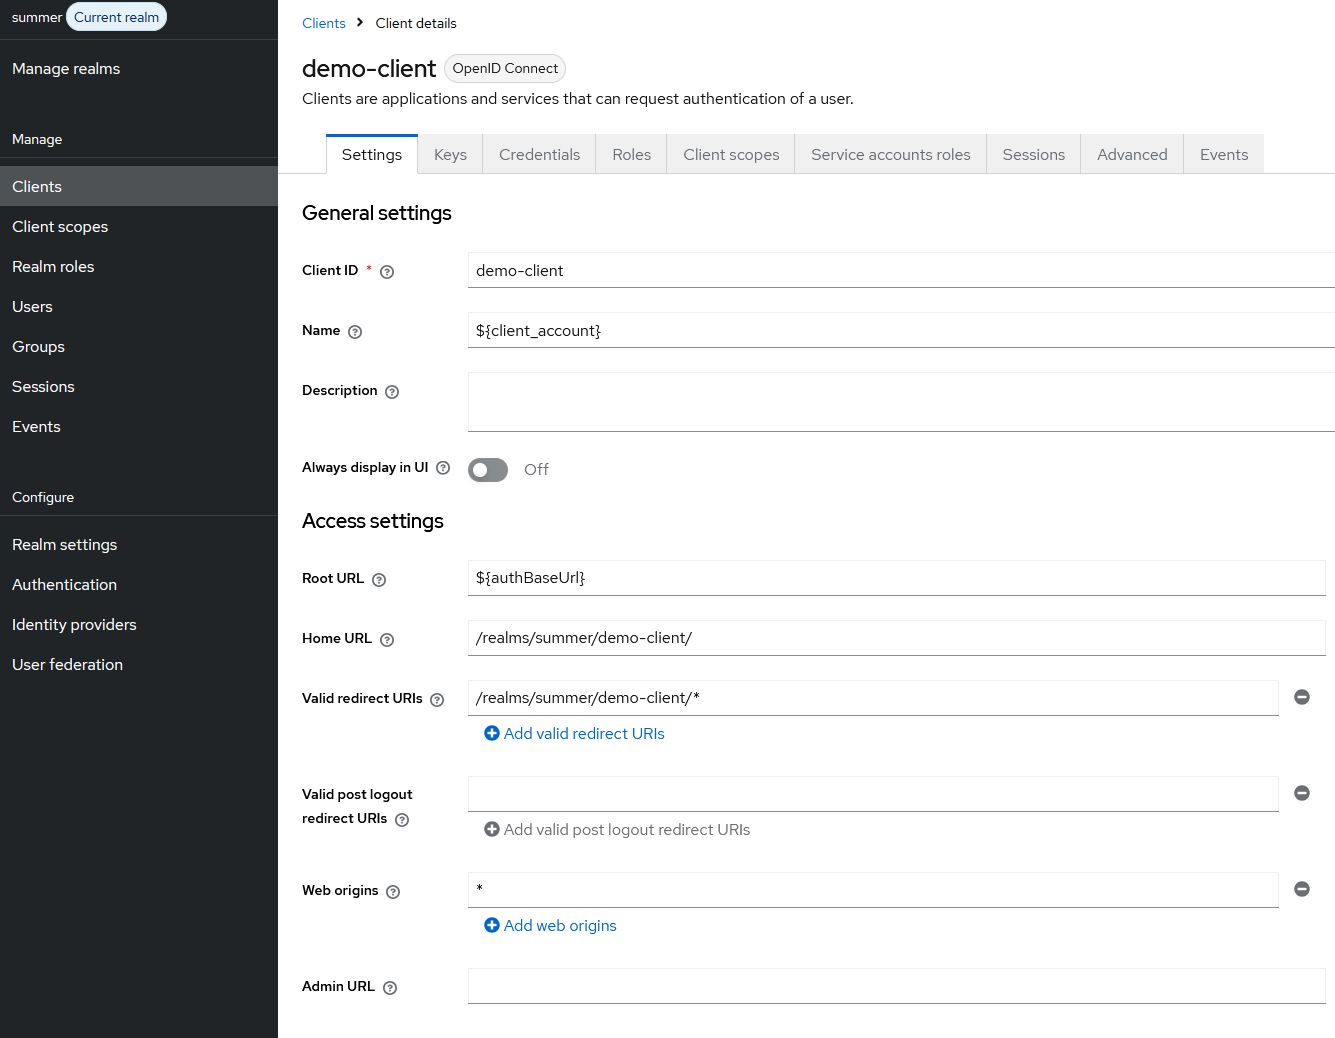 summer Current realm
Manage realms
Manage
Clients
Client scopes
Realm roles
Users
Groups
Sessions
Events
Configure
Realm settings
Authentication
Identity providers
User federation
Clients > Client details
demo-client OpenID Connect
Clients are applications and services that can request authentication of a user.
Settings Keys Credentials Roles Client scopes Service accounts roles Sessions Advanced Events
General settings
Client ID * demo-client
Name ${client_account}
Description
Always display in UI Off
Access settings
Root URL ${authBaseUrl}
Home URL /realms/summer/demo-client/
Valid redirect URIs /realms/summer/demo-client/*
Add valid redirect URIs
Valid post logout
redirect URIs
Add valid post logout redirect URIs
Web origins *
Add web origins
Admin URL